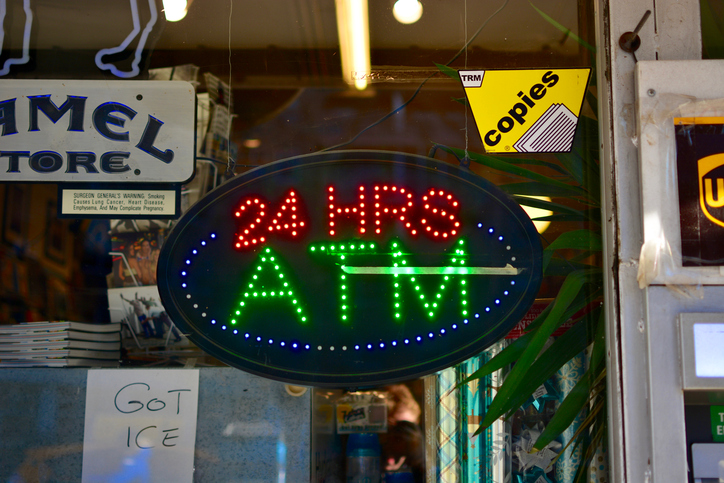 TRM
copies
AMEL
TORE.
SURGEON GENERAL'S WARNING: Smoking
Causes Lung Cancer, Heart Disease,
Emphysema, And May Complicate Pregnancy.
24 HRS
ATM
GOT
ICE